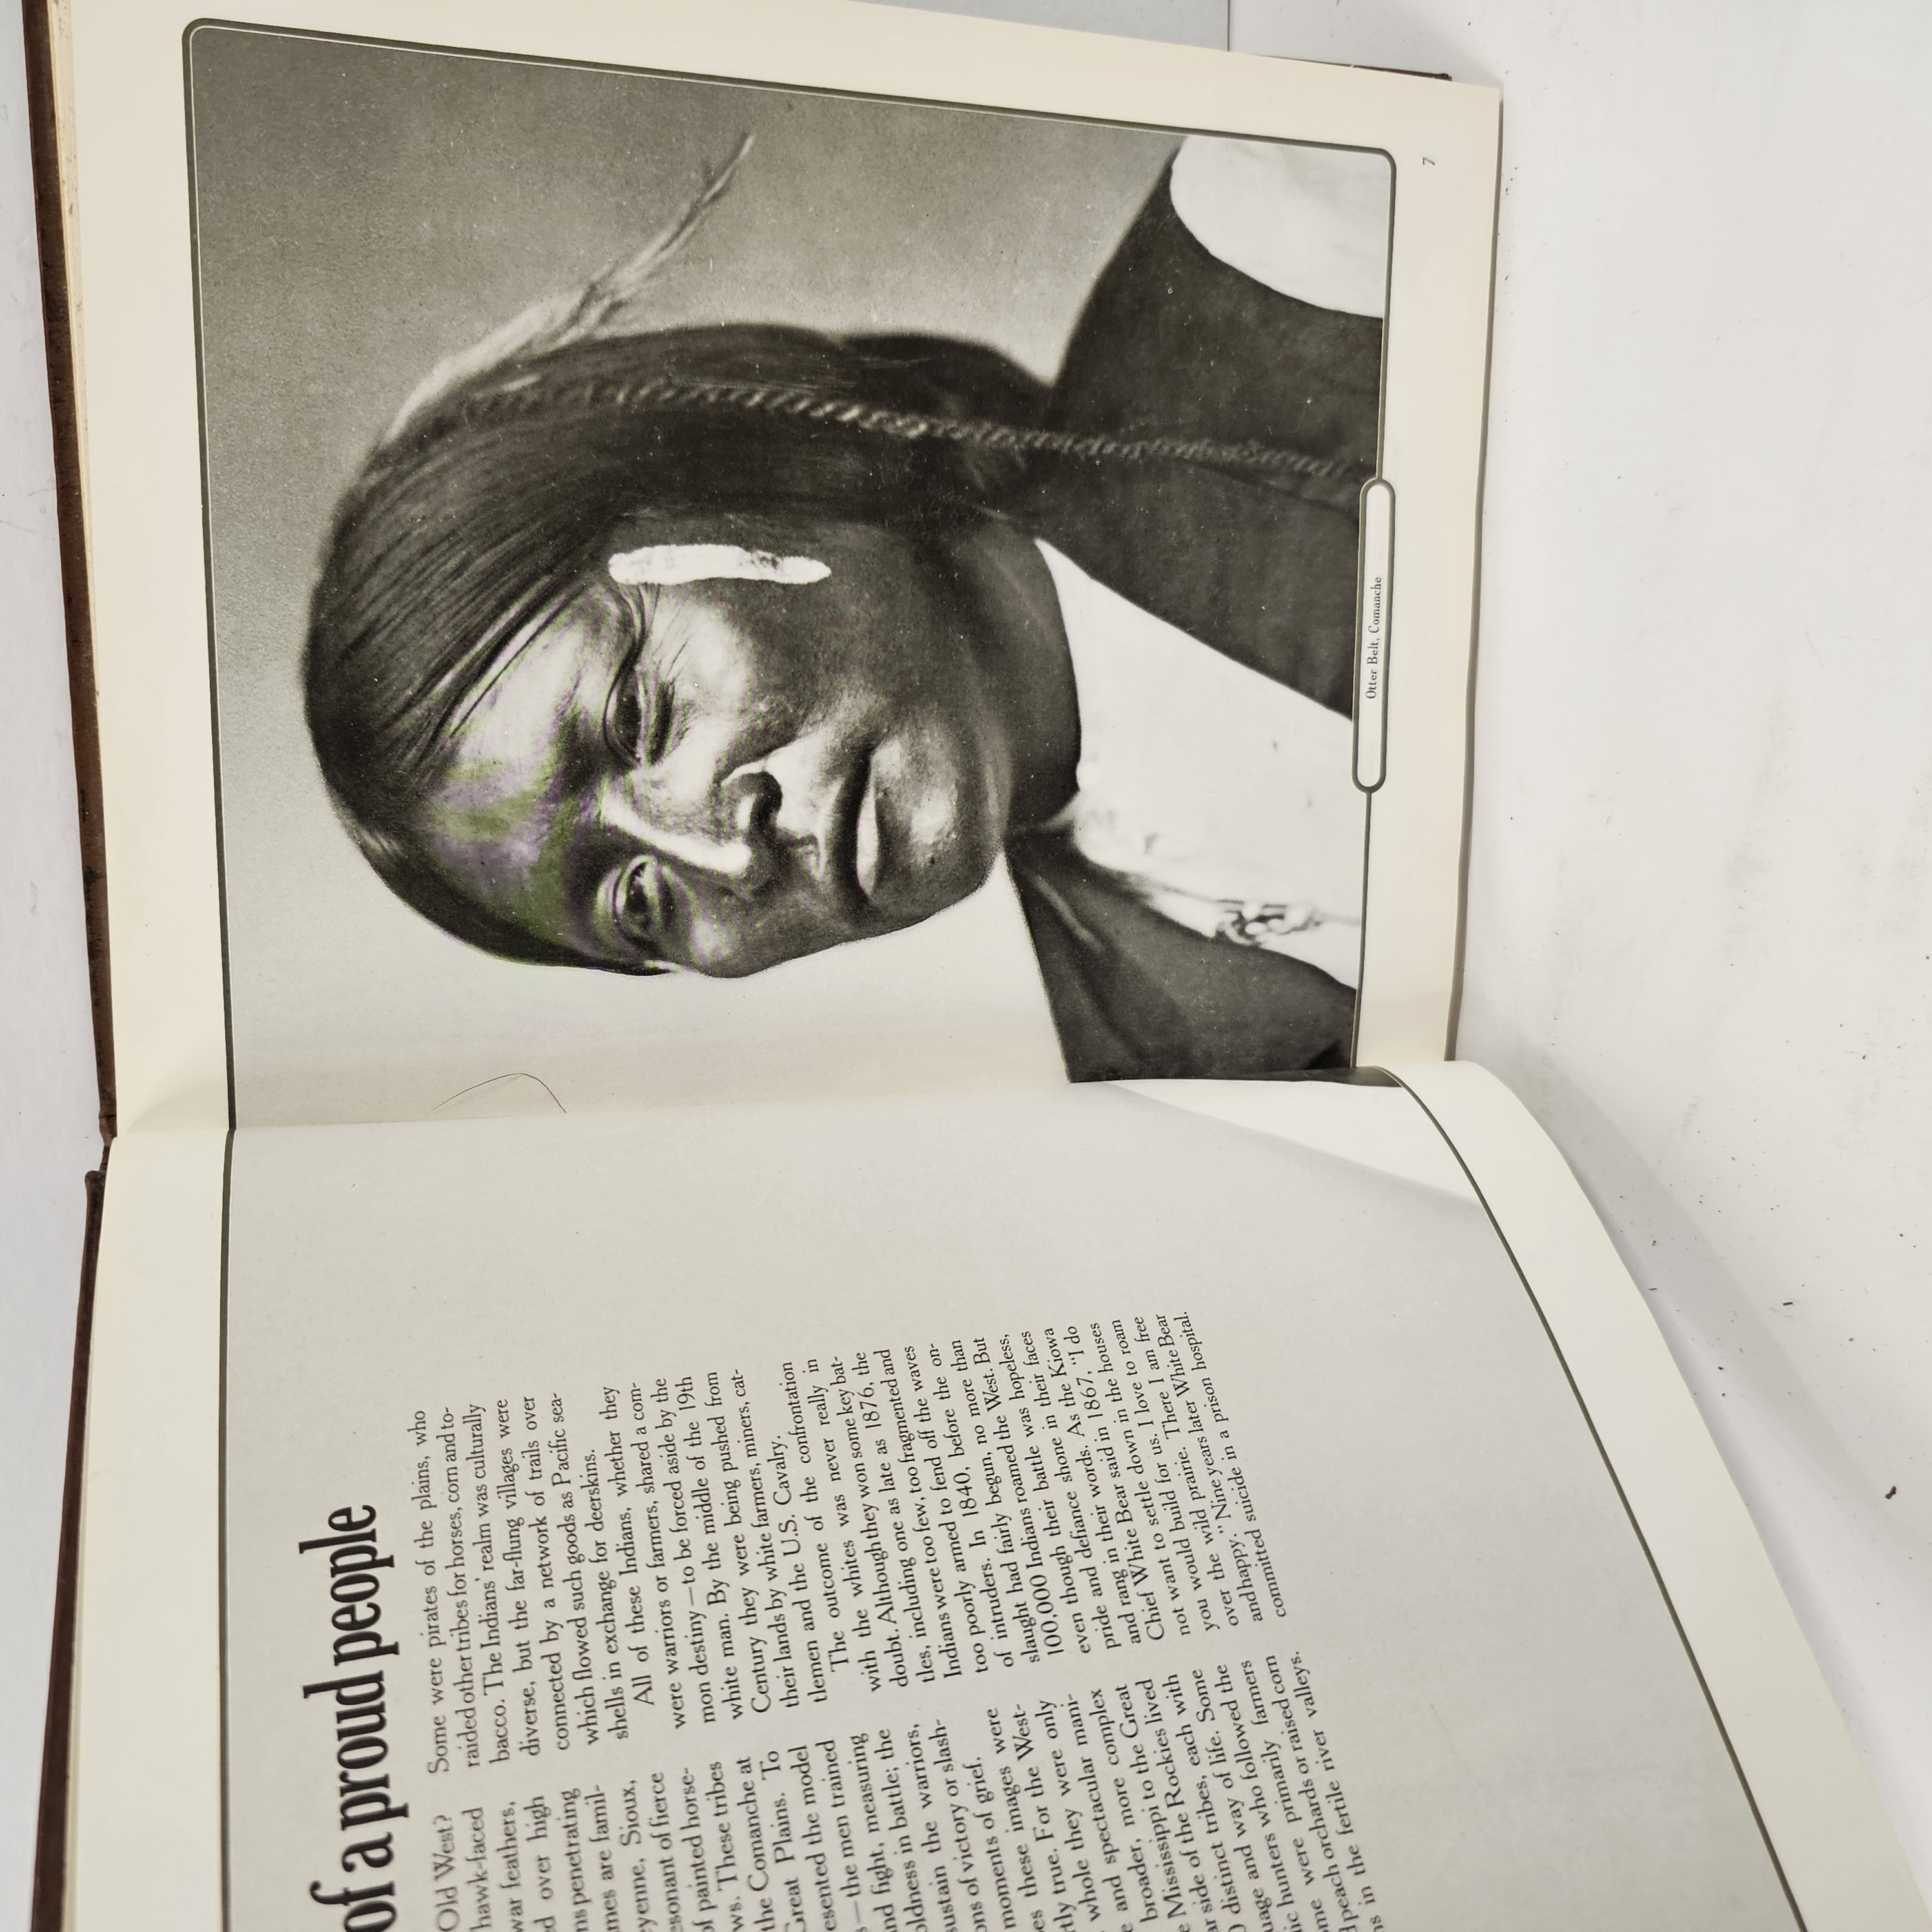 of a proud people
Old West?
hawk-faced
war feathers,
ed over high
ns penetrating
mes are famil-
eyenne, Sioux,
esonant of fierce
of painted horse-
ws. These tribes
the Comanche at
Great Plains. To
esented the model
s—the men trained
nd fight, measuring
oldness in battle; the
sustain the warriors,
ons of victory or slash-
moments of grief.
es these images were
rtly true. For the West-
whole they were only
e and spectacular mani-
broader, more complex
e Mississippi to the Great
ar side of the Rockies lived
0 distinct tribes, each with
uage and way of life. Some
ic hunters who followed the
me were primarily farmers
d peach orchards or raised corn
ns in the fertile river valleys.
Some were pirates of the plains, who
raided other tribes for horses, corn and to-
bacco. The Indians' realm was culturally
diverse, but the far-flung villages were
connected by a network of trails over
which flowed such goods as Pacific sea-
shells in exchange for deerskins.
All of these Indians, whether they
were warriors or farmers, shared a com-
mon destiny—to be forced aside by the
white man. By the middle of the 19th
Century they were being pushed from
their lands by white farmers, miners, cat-
tlemen and the U.S. Cavalry.
The outcome of the confrontation
with the whites was never really in
doubt. Although they won some key bat-
tles, including one as late as 1876, the
Indians were too few, too fragmented and
too poorly armed to fend off the waves
of intruders. In 1840, before the on-
slaught had fairly begun, no more than
100,000 Indians roamed the West. But
even though their battle was hopeless,
pride and defiance shone in their faces
and rang in their words. As the Kiowa
Chief White Bear said in 1867, "I do
not want to settle down in the houses
you would build for us. I love to roam
over the wild prairie. There I am free
and happy." Nine years later White Bear
committed suicide in a prison hospital.
Otter Belt, Comanche
7